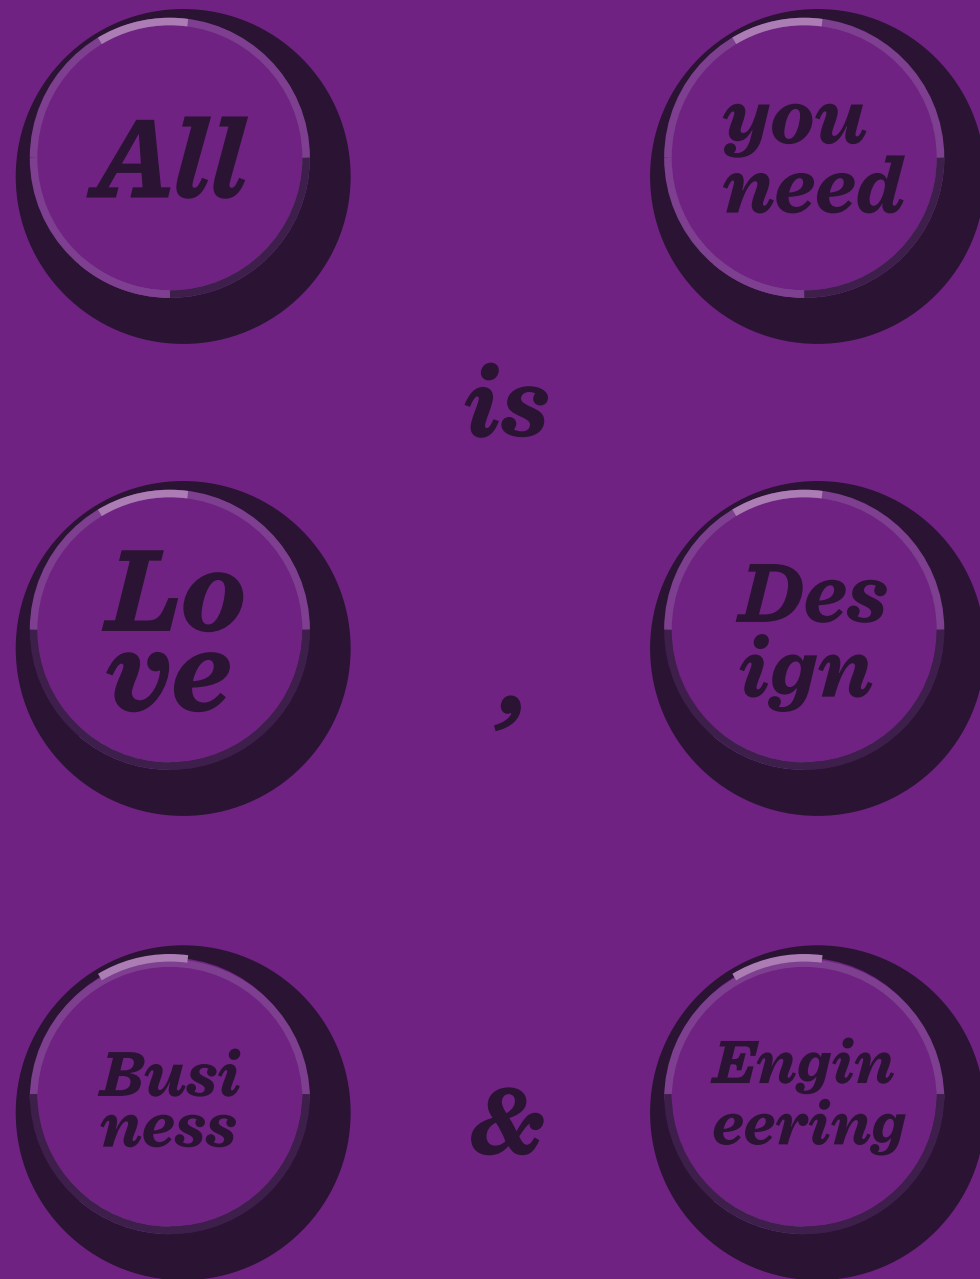 All
you
need
is
Lo
ve
,
Des
ign
Busi
ness
&
Engin
eering